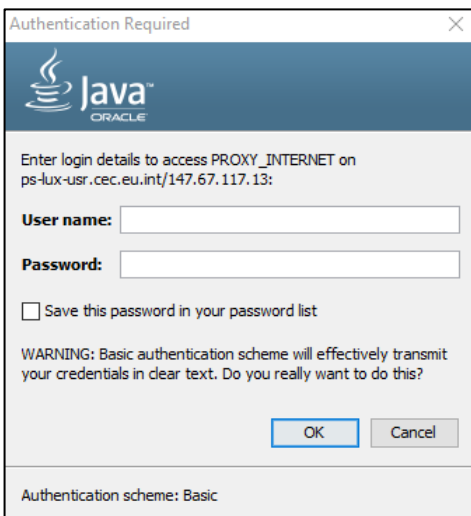 Authentication Required
Java™
ORACLE
Enter login details to access PROXY_INTERNET on
ps-lux-usr.cec.eu.int/147.67.117.13:
User name:
Password:
Save this password in your password list
WARNING: Basic authentication scheme will effectively transmit
your credentials in clear text. Do you really want to do this?
OK Cancel
Authentication scheme: Basic